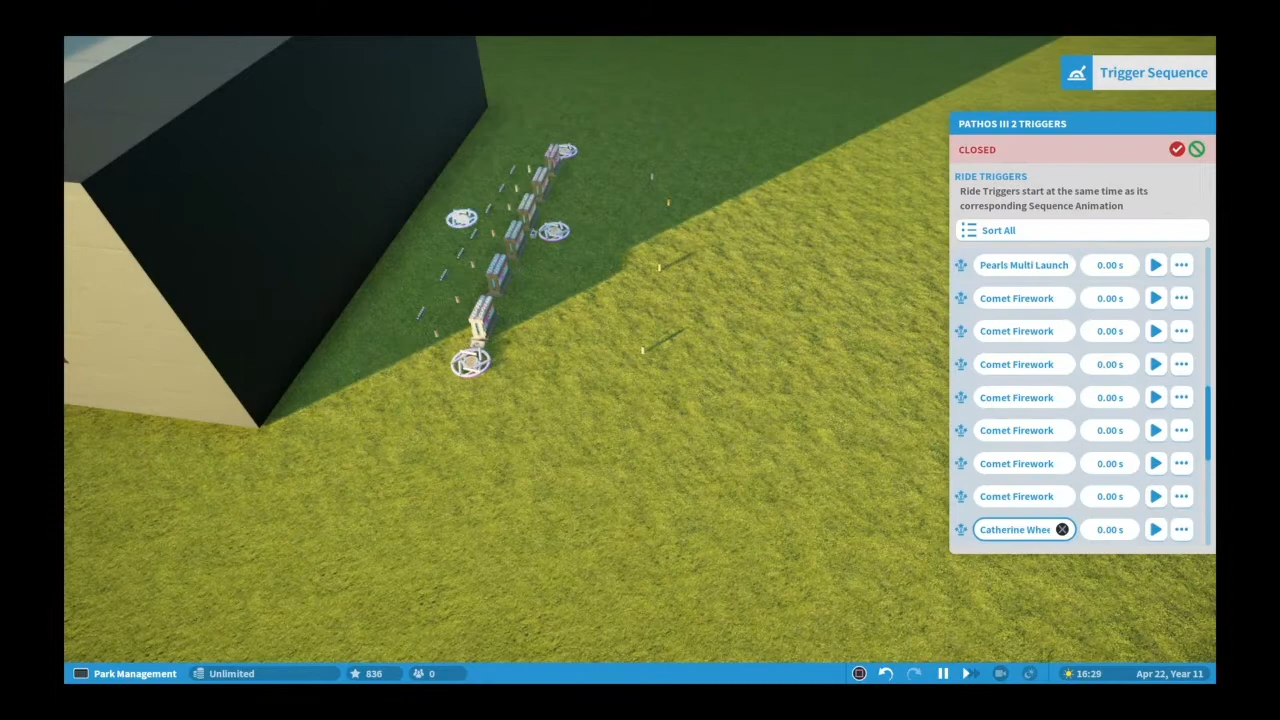 Trigger Sequence
PATHOS III 2 TRIGGERS
CLOSED
RIDE TRIGGERS
Ride Triggers start at the same time as its
corresponding Sequence Animation
Sort All
Pearls Multi Launch 0.00 s
Comet Firework 0.00 s
Comet Firework 0.00 s
Comet Firework 0.00 s
Comet Firework 0.00 s
Comet Firework 0.00 s
Comet Firework 0.00 s
Comet Firework 0.00 s
Catherine Whee 0.00 s
Park Management Unlimited 836 0 16:29 Apr 22, Year 11